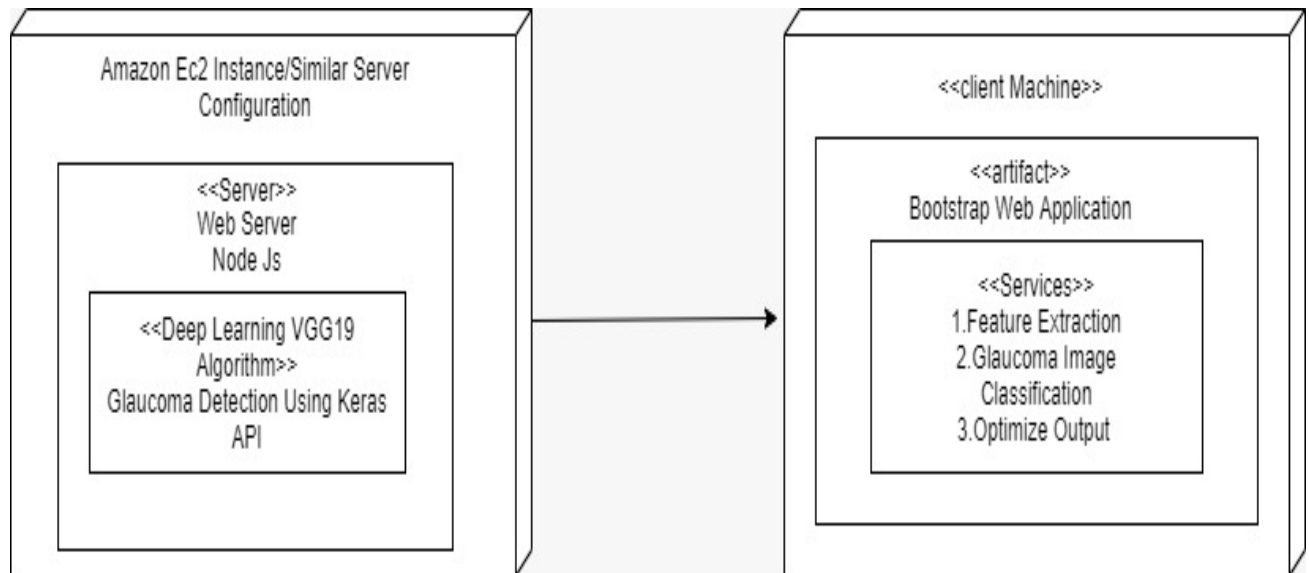 Amazon Ec2 Instance/Similar Server
Configuration
<<Server>>
Web Server
Node Js
<<Deep Learning VGG19
Algorithm>>
Glaucoma Detection Using Keras
API
<<client Machine>>
<<artifact>>
Bootstrap Web Application
<<Services>>
1.Feature Extraction
2.Glaucoma Image
Classification
3.Optimize Output